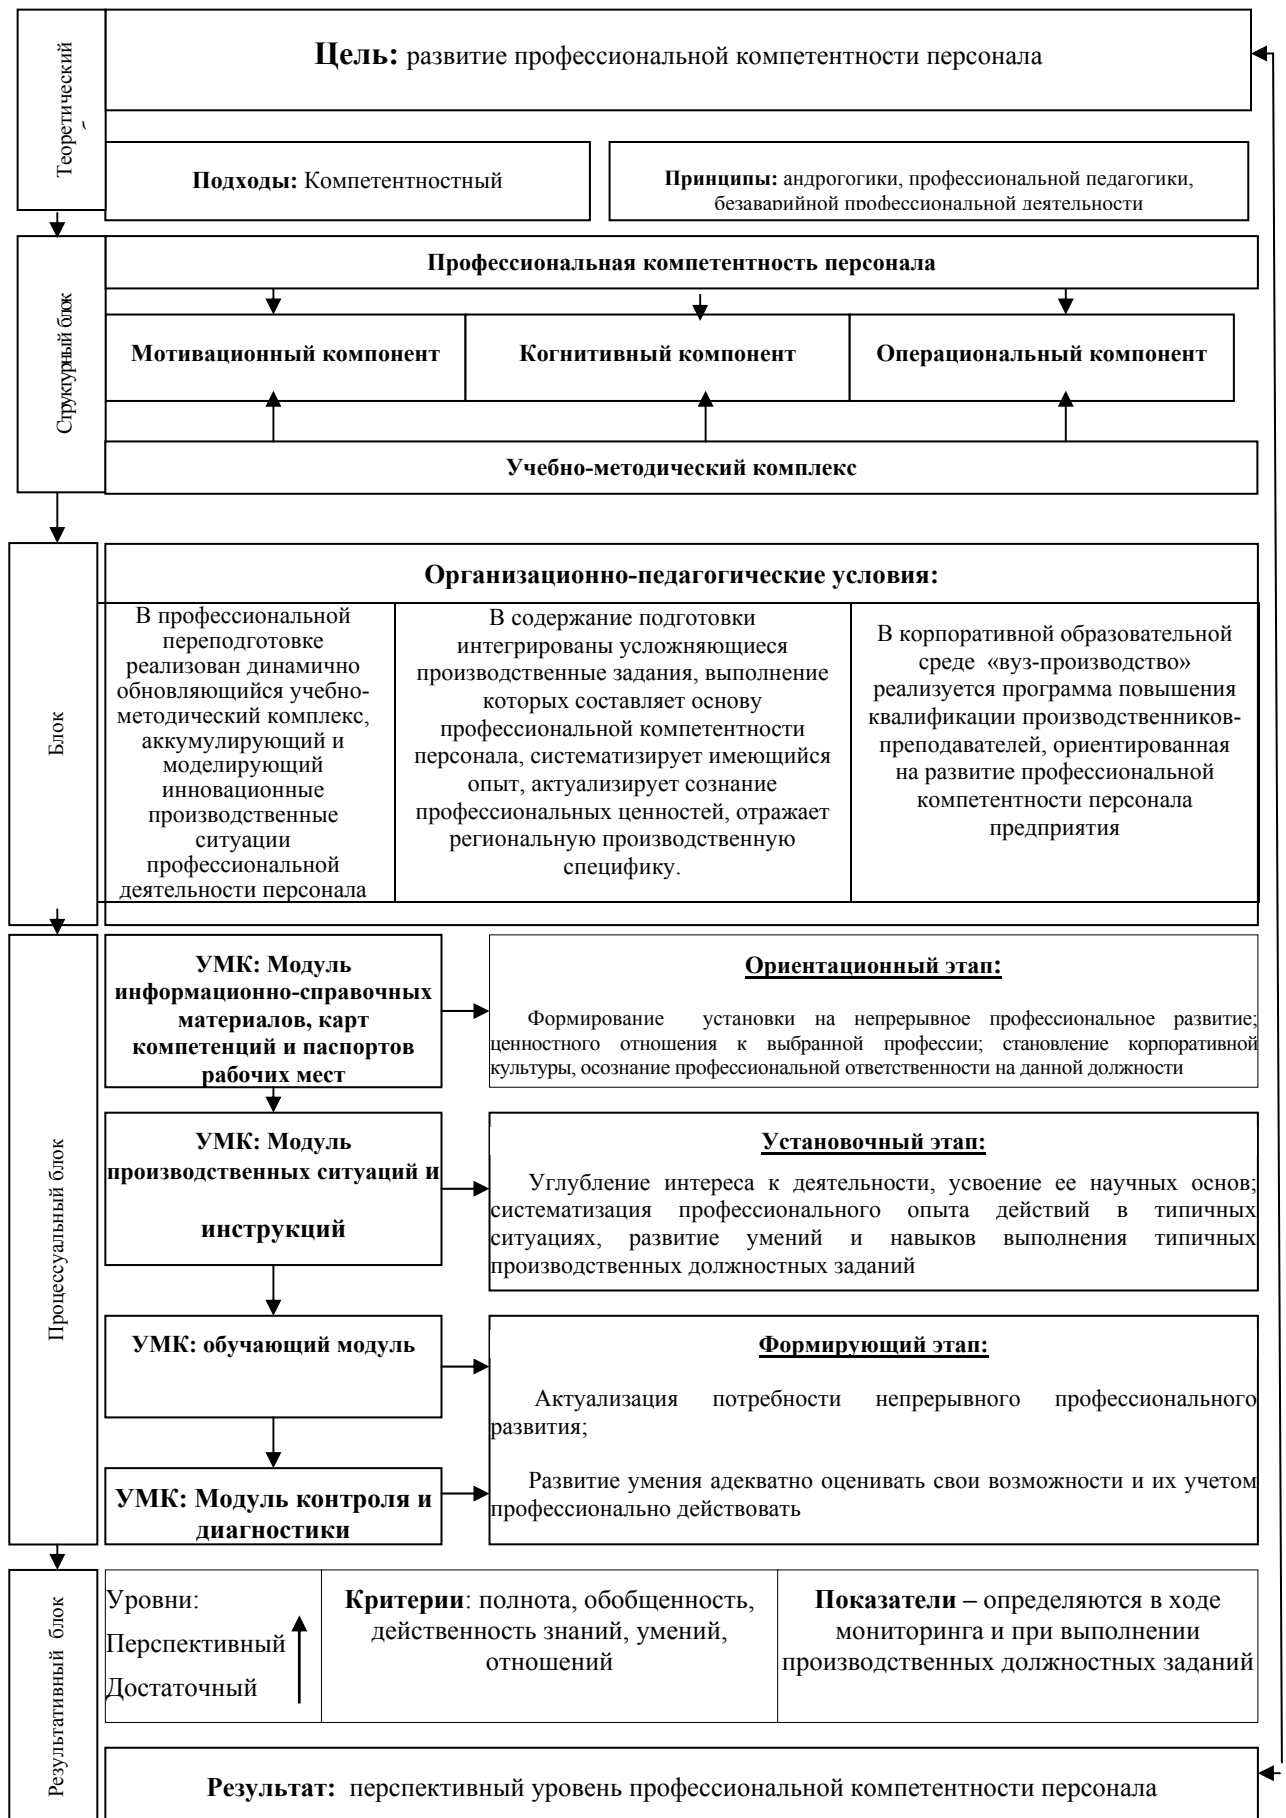 Теоретический
Цель: развитие профессиональной компетентности персонала
Подходы: Компетентностный
Принципы: андрогогики, профессиональной педагогики,
безаварийной профессиональной деятельности
Структурный блок
Профессиональная компетентность персонала
Мотивационный компонент
Когнитивный компонент
Операциональный компонент
Учебно-методический комплекс
Блок
Организационно-педагогические условия:
В профессиональной
переподготовке
реализован динамично
обновляющийся учебно-
методический комплекс,
аккумулирующий и
моделирующий
инновационные
производственные
ситуации
профессиональной
деятельности персонала
В содержание подготовки
интегрированы усложняющиеся
производственные задания, выполнение
которых составляет основу
профессиональной компетентности
персонала, систематизирует имеющийся
опыт, актуализирует сознание
профессиональных ценностей, отражает
региональную производственную
специфику.
В корпоративной образовательной
среде «вуз-производство»
реализуется программа повышения
квалификации производственников-
преподавателей, ориентированная
на развитие профессиональной
компетентности персонала
предприятия
Процессуальный блок
УМК: Модуль
информационно-справочных
материалов, карт
компетенций и паспортов
рабочих мест
Ориентационный этап:
Формирование установки на непрерывное профессиональное развитие;
ценностного отношения к выбранной профессии; становление корпоративной
культуры, осознание профессиональной ответственности на данной должности
УМК: Модуль
производственных ситуаций и
инструкций
Установочный этап:
Углубление интереса к деятельности, усвоение ее научных основ;
систематизация профессионального опыта действий в типичных
ситуациях, развитие умений и навыков выполнения типичных
производственных должностных заданий
УМК: обучающий модуль
Формирующий этап:
Актуализация потребности непрерывного профессионального
развития;
Развитие умения адекватно оценивать свои возможности и их учетом
профессионально действовать
УМК: Модуль контроля и
диагностики
Результативный блок
Уровни:
Перспективный
Достаточный
Критерии: полнота, обобщенность,
действенность знаний, умений,
отношений
Показатели – определяются в ходе
мониторинга и при выполнении
производственных должностных заданий
Результат: перспективный уровень профессиональной компетентности персонала